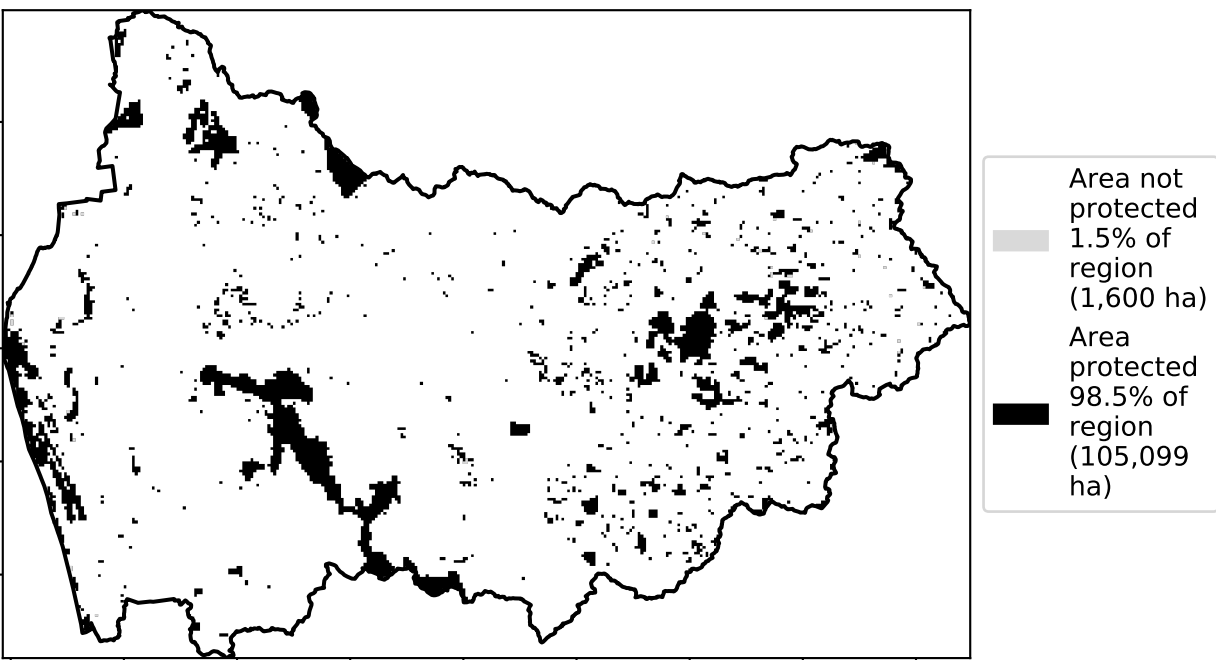 Area not
protected
1.5% of
region
(1,600 ha)
Area
protected
98.5% of
region
(105,099
ha)